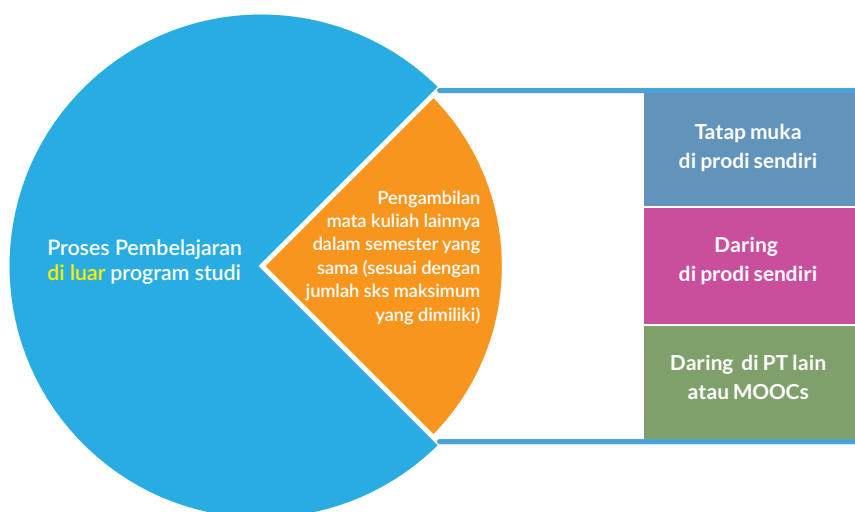 Proses Pembelajaran
di luar program studi
Pengambilan
mata kuliah lainnya
dalam semester yang
sama (sesuai dengan
jumlah sks maksimum
yang dimiliki)
Tatap muka
di prodi sendiri
Daring
di prodi sendiri
Daring di PT lain
atau MOOCs